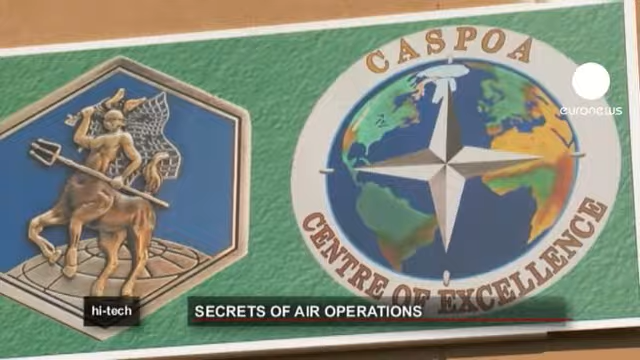 CASPOA
euronews
CENTRE OF EXCELLENCE
hi-tech
SECRETS OF AIR OPERATIONS